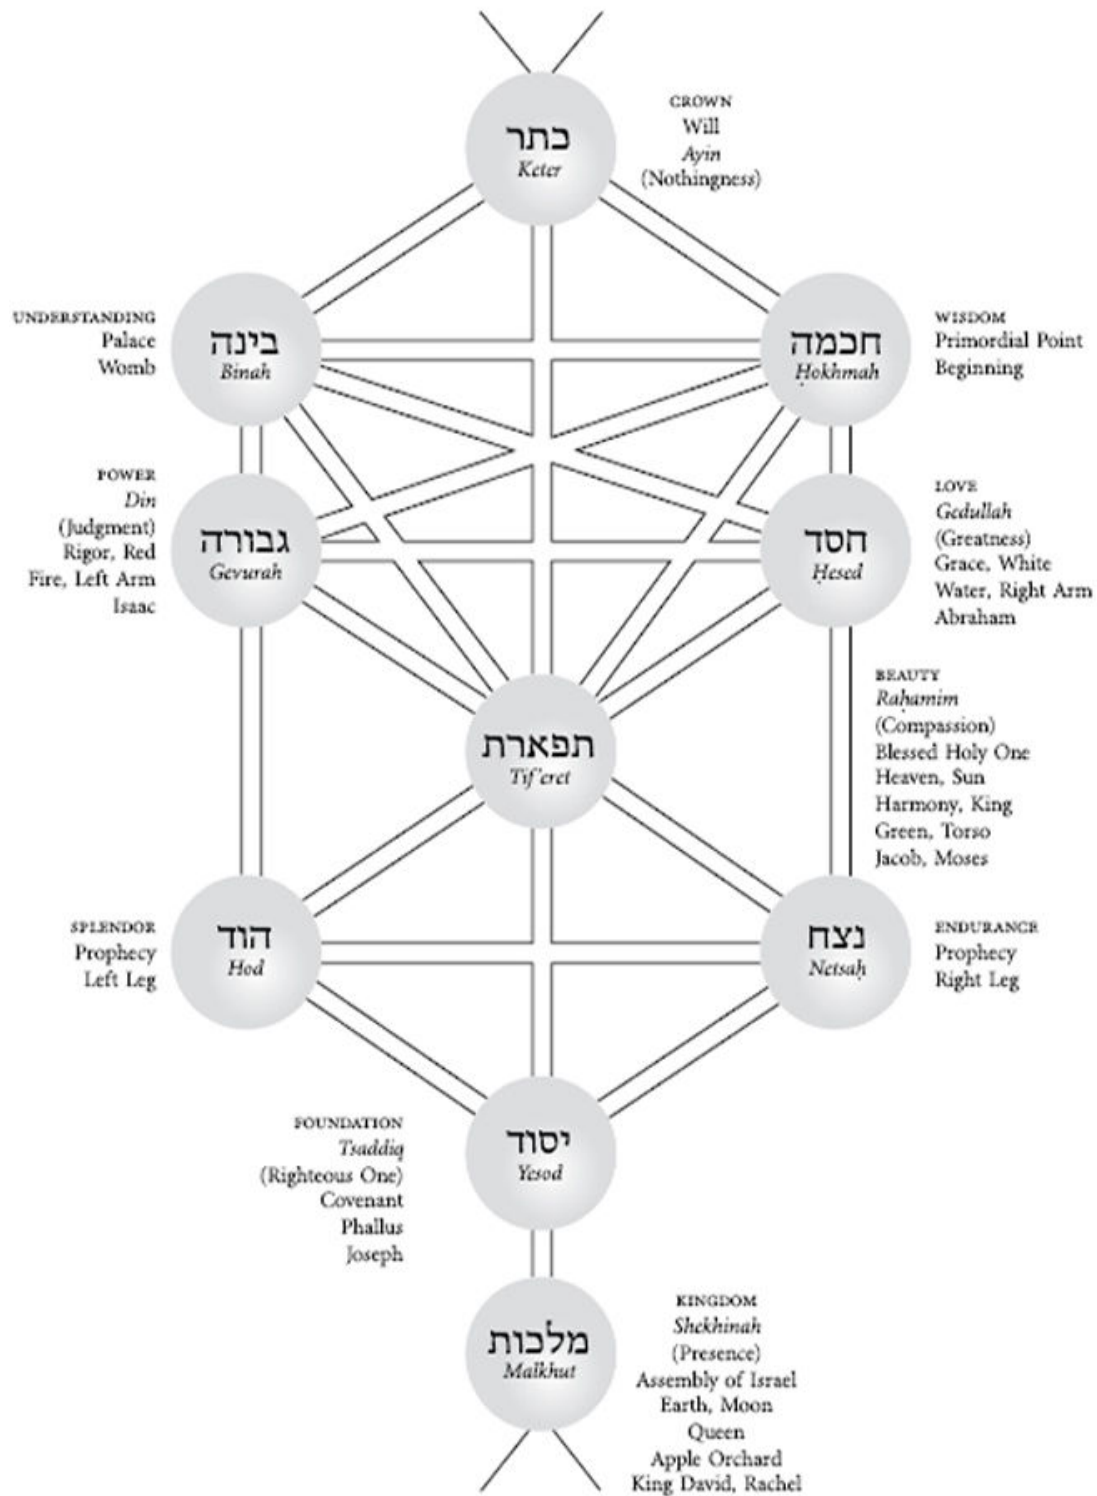 כתר
Keter
CROWN
Will
Ayin
(Nothingness)
בינה
Binah
UNDERSTANDING
Palace
Womb
חכמה
Ḥokhmah
WISDOM
Primordial Point
Beginning
גבורה
Gevurah
POWER
Din
(Judgment)
Rigor, Red
Fire, Left Arm
Isaac
חסד
Ḥesed
LOVE
Gedullah
(Greatness)
Grace, White
Water, Right Arm
Abraham
תפארת
Tif'eret
BEAUTY
Raḥamim
(Compassion)
Blessed Holy One
Heaven, Sun
Harmony, King
Green, Torso
Jacob, Moses
הוד
Hod
SPLENDOR
Prophecy
Left Leg
נצח
Netsaḥ
ENDURANCE
Prophecy
Right Leg
יסוד
Yesod
FOUNDATION
Tsaddiq
(Righteous One)
Covenant
Phallus
Joseph
מלכות
Malkhut
KINGDOM
Shekhinah
(Presence)
Assembly of Israel
Earth, Moon
Queen
Apple Orchard
King David, Rachel